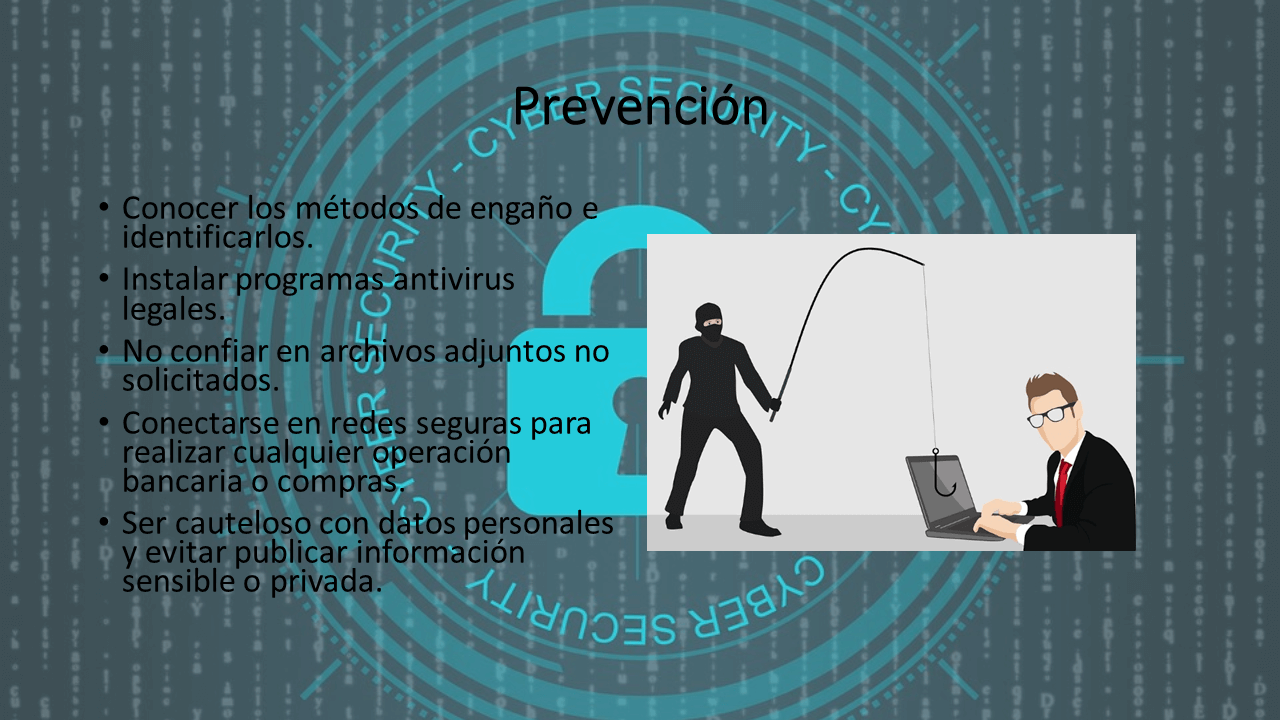 Prevención
CYBER SECURITY - CYBER SECURITY - CY
• Conocer los métodos de engaño e
identificarlos.
• Instalar programas antivirus
legales.
• No confiar en archivos adjuntos no
solicitados.
• Conectarse en redes seguras para
realizar cualquier operación
bancaria o compras.
• Ser cauteloso con datos personales
y evitar publicar información
sensible o privada.
CYBER SECURITY